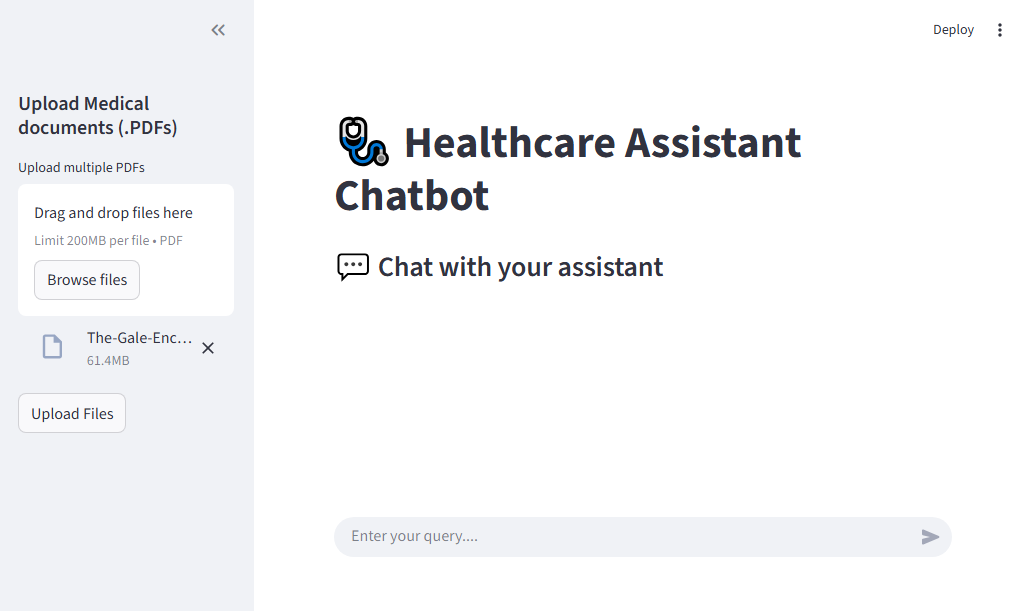 Deploy
Upload Medical
documents (.PDFs)
Upload multiple PDFs
Drag and drop files here
Limit 200MB per file • PDF
Browse files
The-Gale-Enc...
61.4MB
Upload Files
Healthcare Assistant
Chatbot
Chat with your assistant
Enter your query....